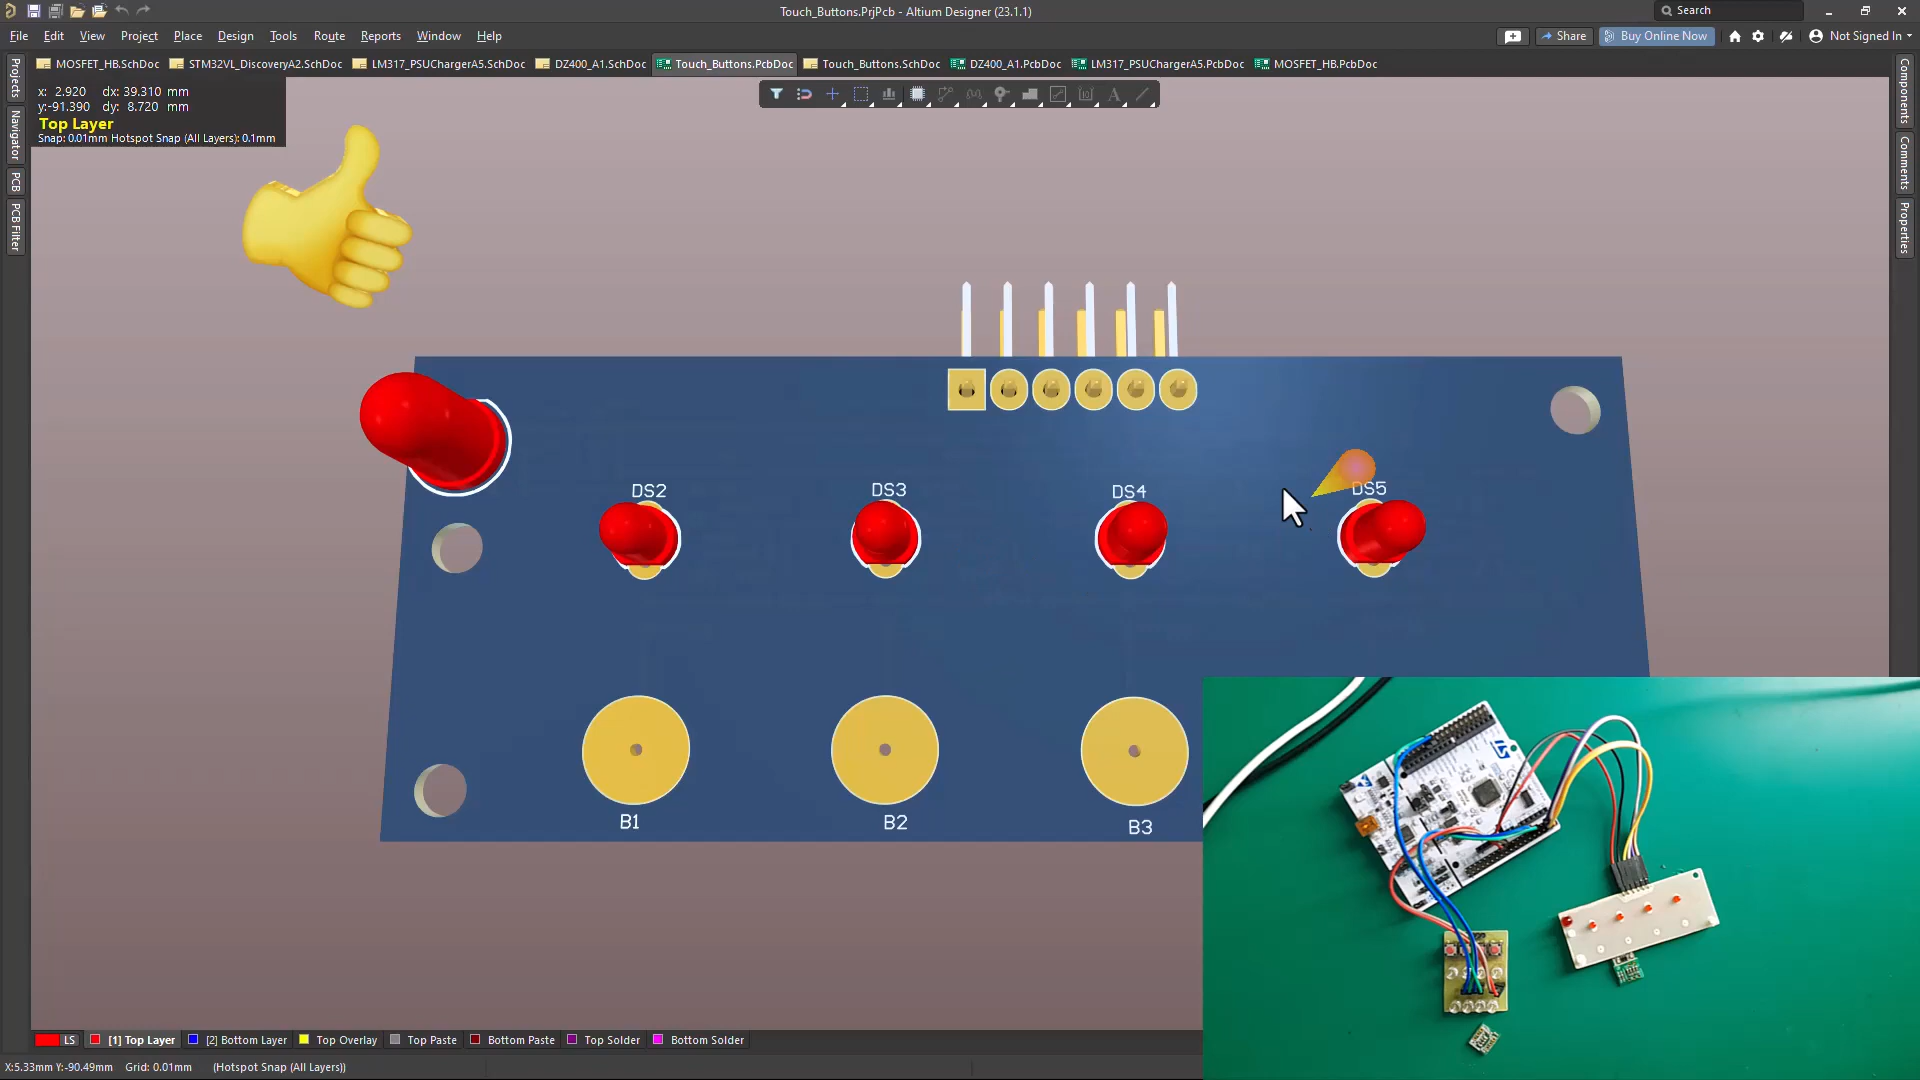 Touch_Buttons.PrjPcb - Altium Designer (23.1.1)
Search
File Edit View Project Place Design Tools Route Reports Window Help
Share
Buy Online Now
Not Signed In
MOSFET_HB.SchDoc
STM32VL_DiscoveryA2.SchDoc
LM317_PSUChargerA5.SchDoc
DZ400_A1.SchDoc
Touch_Buttons.PcbDoc
Touch_Buttons.SchDoc
DZ400_A1.PcbDoc
LM317_PSUChargerA5.PcbDoc
MOSFET_HB.PcbDoc
Projects
Navigator
PCB
PCB Filter
Components
Comments
Properties
x: 2.920 dx: 39.310 mm
y:-91.390 dy: 8.720 mm
Top Layer
Snap: 0.01mm Hotspot Snap (All Layers): 0.1mm
DS2
DS3
DS4
DS5
B1
B2
B3
LS
[1] Top Layer
[2] Bottom Layer
Top Overlay
Top Paste
Bottom Paste
Top Solder
Bottom Solder
X:5.33mm Y:-90.49mm Grid: 0.01mm (Hotspot Snap (All Layers))